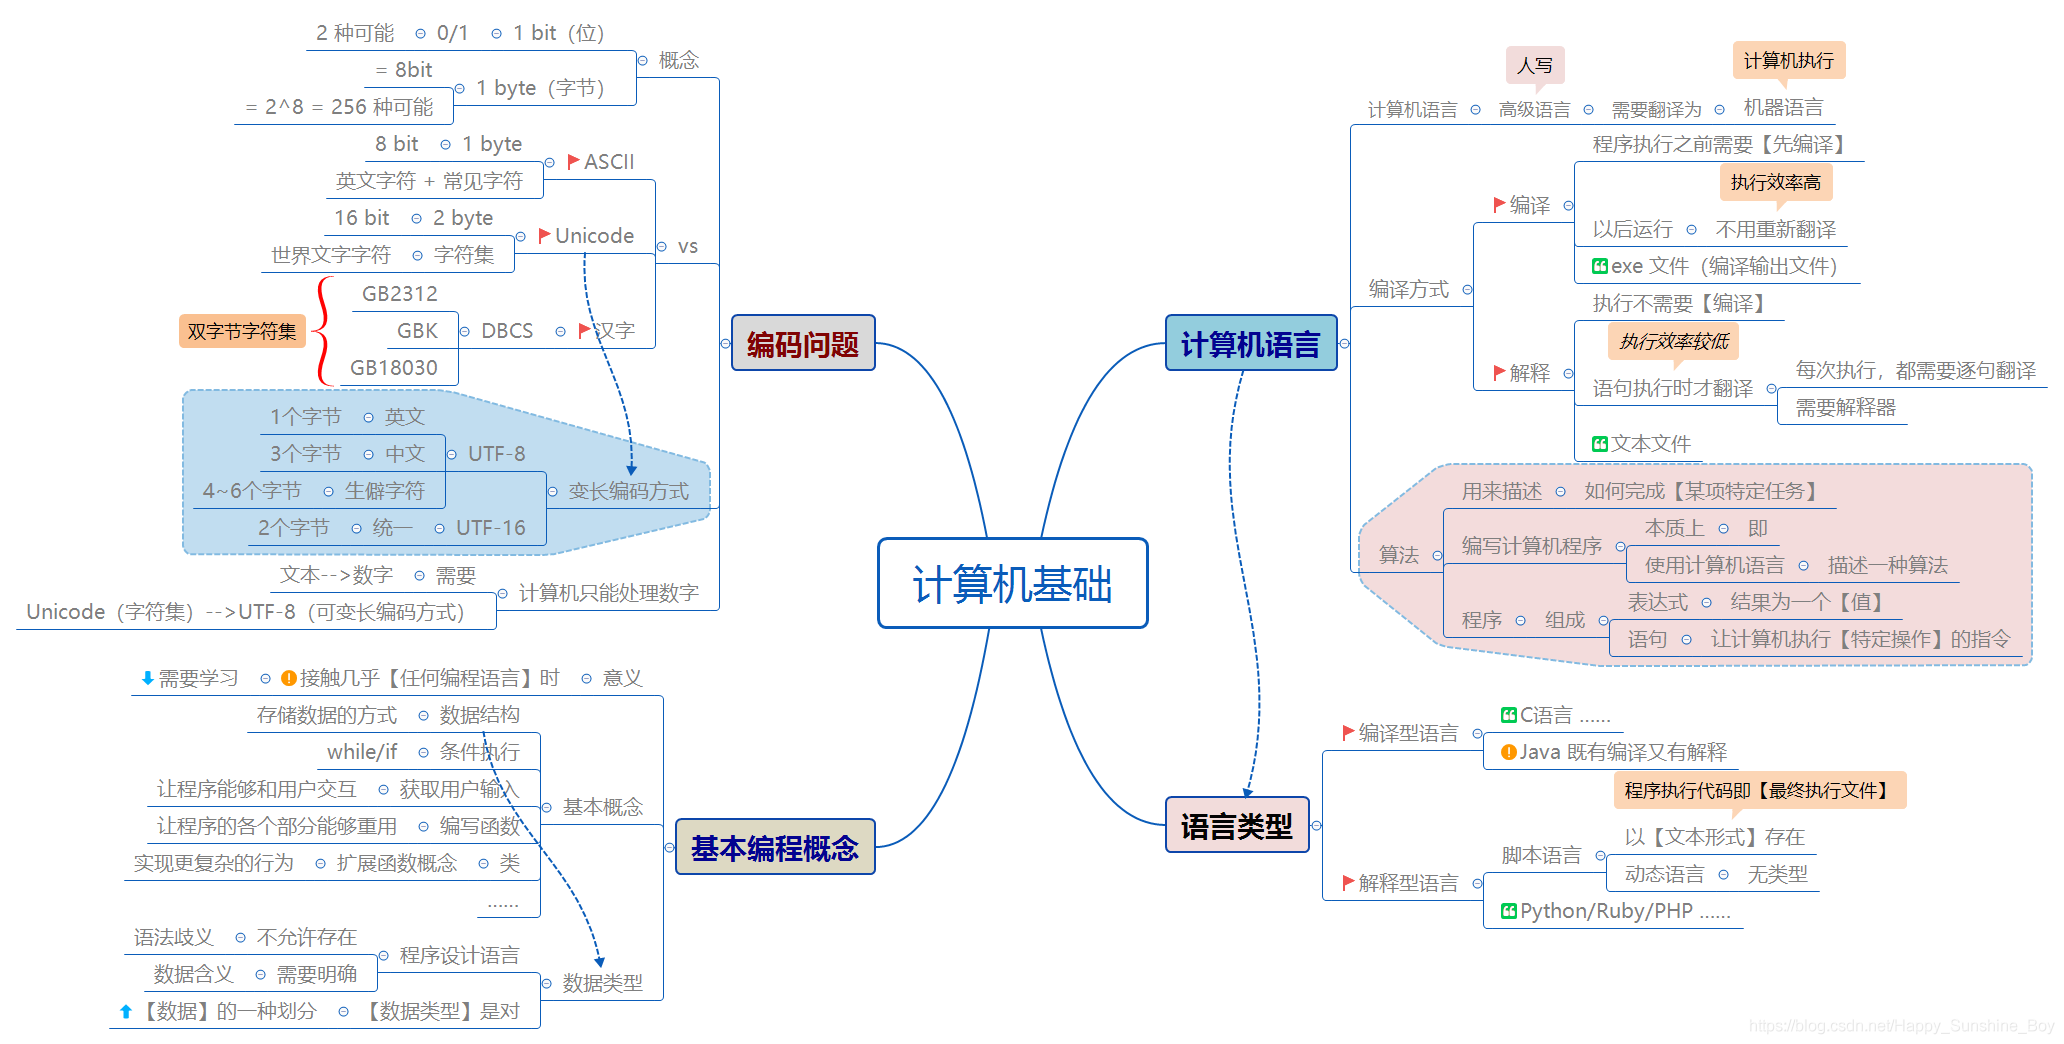 计算机基础
编码问题
概念
1 bit（位）
0/1
2 种可能
1 byte（字节）
= 8bit
= 2^8 = 256 种可能
vs
ASCII
1 byte
8 bit
英文字符 + 常见字符
Unicode
2 byte
16 bit
字符集
世界文字字符
汉字
DBCS
GB2312
GBK
GB18030
双字节字符集
变长编码方式
UTF-8
英文
1个字节
中文
3个字节
生僻字符
4~6个字节
UTF-16
统一
2个字节
计算机只能处理数字
需要
文本-->数字
Unicode（字符集）-->UTF-8（可变长编码方式）
基本编程概念
意义
接触几乎【任何编程语言】时
需要学习
基本概念
数据结构
存储数据的方式
条件执行
while/if
获取用户输入
让程序能够和用户交互
编写函数
让程序的各个部分能够重用
类
扩展函数概念
实现更复杂的行为
......
数据类型
程序设计语言
不允许存在
语法歧义
需要明确
数据含义
【数据类型】是对
【数据】的一种划分
计算机语言
计算机语言
人写
高级语言
需要翻译为
计算机执行
机器语言
编译方式
编译
程序执行之前需要【先编译】
执行效率高
以后运行
不用重新翻译
exe 文件（编译输出文件）
解释
执行不需要【编译】
执行效率较低
语句执行时才翻译
每次执行，都需要逐句翻译
需要解释器
文本文件
算法
用来描述
如何完成【某项特定任务】
编写计算机程序
本质上
即
使用计算机语言
描述一种算法
程序
组成
表达式
结果为一个【值】
语句
让计算机执行【特定操作】的指令
语言类型
编译型语言
C语言 ......
Java 既有编译又有解释
解释型语言
脚本语言
程序执行代码即【最终执行文件】
以【文本形式】存在
动态语言
无类型
Python/Ruby/PHP ......
https://blog.csdn.net/Happy_Sunshine_Boy